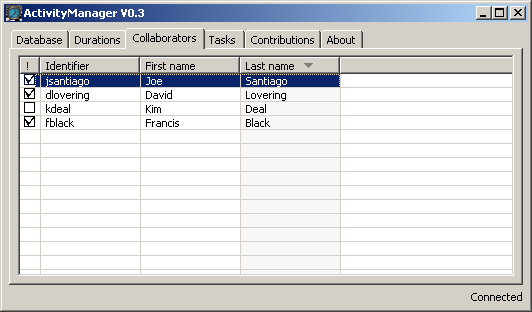 ActivityManager V0.3
Database Durations Collaborators Tasks Contributions About
! Identifier First name Last name
jsantiago Joe Santiago
dlovering David Lovering
kdeal Kim Deal
fblack Francis Black
Connected